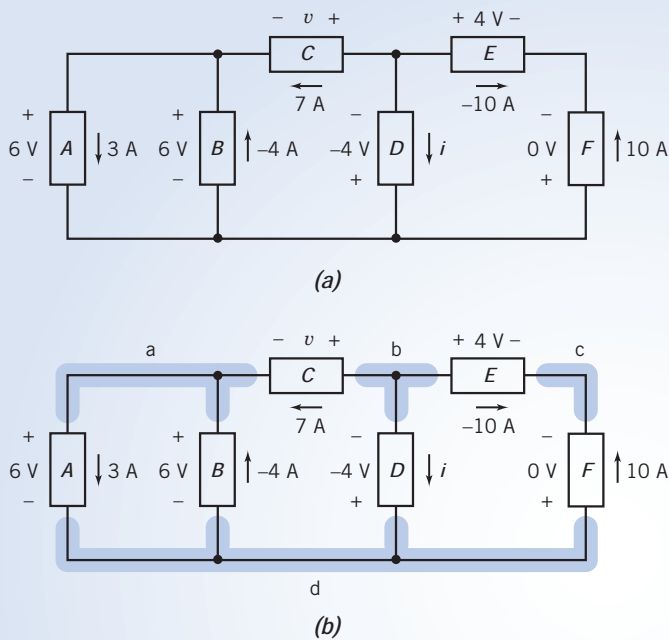 − v + + 4 V −
C E
7 A −10 A
+ + − −
6 V A 3 A 6 V B −4 A −4 V D i 0 V F 10 A
− − + +
(a)
a b c
− v + + 4 V −
C E
7 A −10 A
+ + − −
6 V A 3 A 6 V B −4 A −4 V D i 0 V F 10 A
− − + +
d
(b)